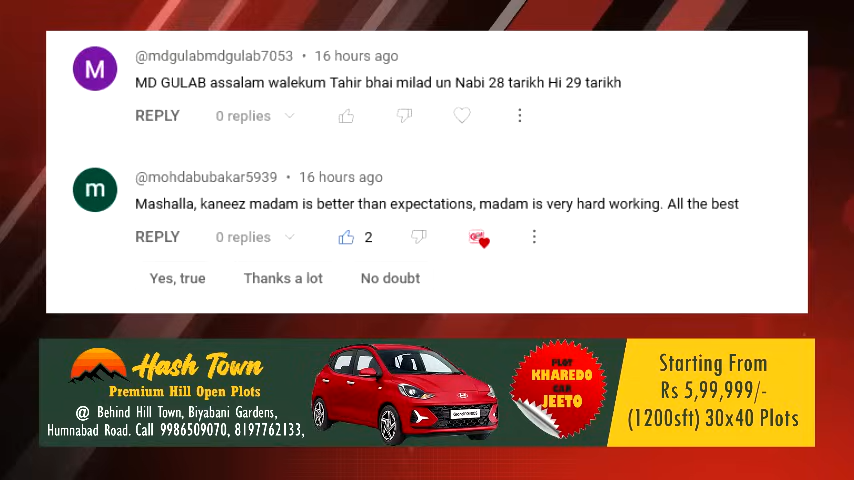 M
@mdgulabmdgulab7053 • 16 hours ago
MD GULAB assalam walekum Tahir bhai milad un Nabi 28 tarikh Hi 29 tarikh
REPLY 0 replies
m
@mohdabubakar5939 • 16 hours ago
Mashalla, kaneez madam is better than expectations, madam is very hard working. All the best
REPLY 0 replies 2
Yes, true Thanks a lot No doubt
Hash Town
Premium Hill Open Plots
@ Behind Hill Town, Biyabani Gardens,
Humnabad Road. Call 9986509070, 8197762133,
PLOT
KHAREDO
CAR
JEETO
Starting From
Rs 5,99,999/-
(1200sft) 30x40 Plots